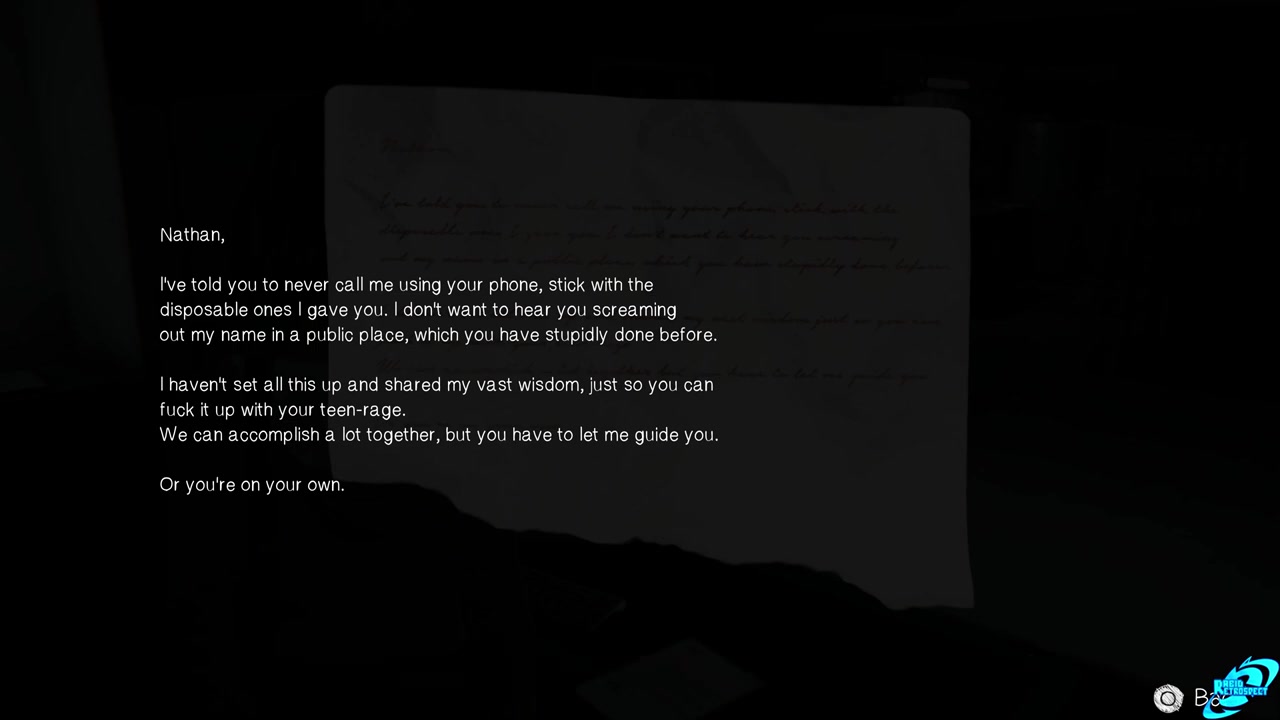 Nathan,
I've told you to never call me using your phone, stick with the
disposable ones I gave you. I don't want to hear you screaming
out my name in a public place, which you have stupidly done before.
I haven't set all this up and shared my vast wisdom, just so you can
fuck it up with your teen-rage.
We can accomplish a lot together, but you have to let me guide you.
Or you're on your own.
RETROSPECT